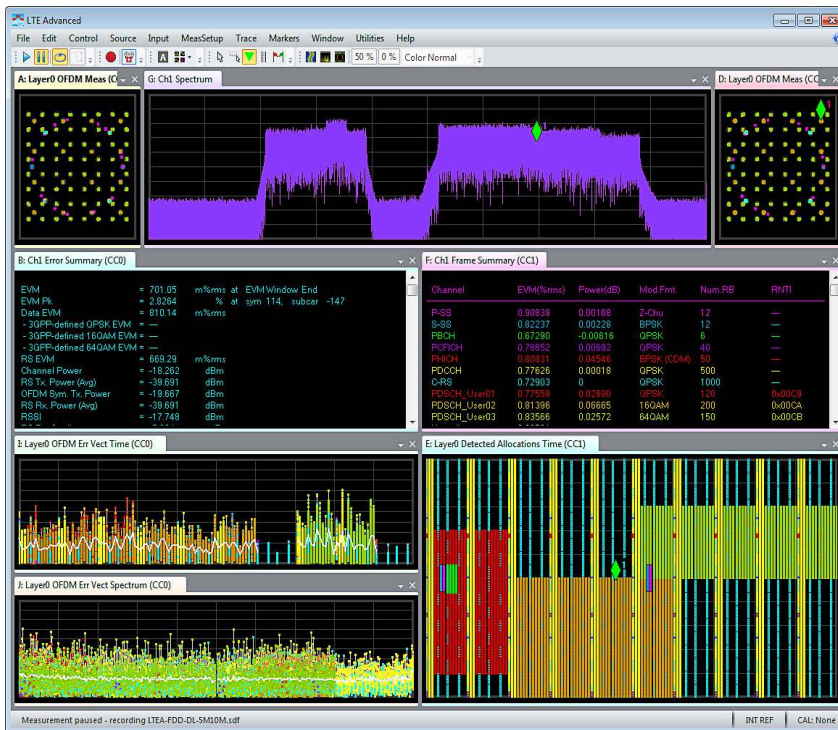 LTE Advanced
File Edit Control Source Input MeasSetup Trace Markers Window Utilities Help
A 50 % 0 % Color Normal
A: Layer0 OFDM Meas (C
G: Ch1 Spectrum
D: Layer0 OFDM Meas (CC
1
1
B: Ch1 Error Summary (CC0)
EVM = 701.05 m%rms at EVM Window End
EVM Pk = 2.8264 % at sym 114, subcar -147
Data EVM = 810.14 m%rms
- 3GPP-defined QPSK EVM = —
- 3GPP-defined 16QAM EVM = —
- 3GPP-defined 64QAM EVM = —
RS EVM = 669.29 m%rms
Channel Power = -18.262 dBm
RS Tx. Power (Avg) = -39.691 dBm
OFDM Sym. Tx. Power = -19.667 dBm
RS Rx. Power (Avg) = -39.691 dBm
RSSI = -17.748 dBm
F: Ch1 Frame Summary (CC1)
Channel EVM(%rms) Power(dB) Mod.Fmt. Num.RB RNTI
P-SS 0.90839 0.00168 Z-Chu 12 —
S-SS 0.82237 0.00228 BPSK 12 —
PBCH 0.67290 -0.00616 QPSK 6 —
PCFICH 0.78652 0.00692 QPSK 40 —
PHICH 0.80831 0.04546 BPSK (CDM) 50 —
PDCCH 0.77626 0.00018 QPSK 500 —
C-RS 0.72903 0 QPSK 1000 —
PDSCH_User01 0.77559 0.02690 QPSK 120 0x00C9
PDSCH_User02 0.81396 0.06665 16QAM 200 0x00CA
PDSCH_User03 0.83566 0.02572 64QAM 150 0x00CB
I: Layer0 OFDM Err Vect Time (CC0)
E: Layer0 Detected Allocations Time (CC1)
1
J: Layer0 OFDM Err Vect Spectrum (CC0)
Measurement paused - recording LTEA-FDD-DL-5M10M.sdf INT REF CAL: None